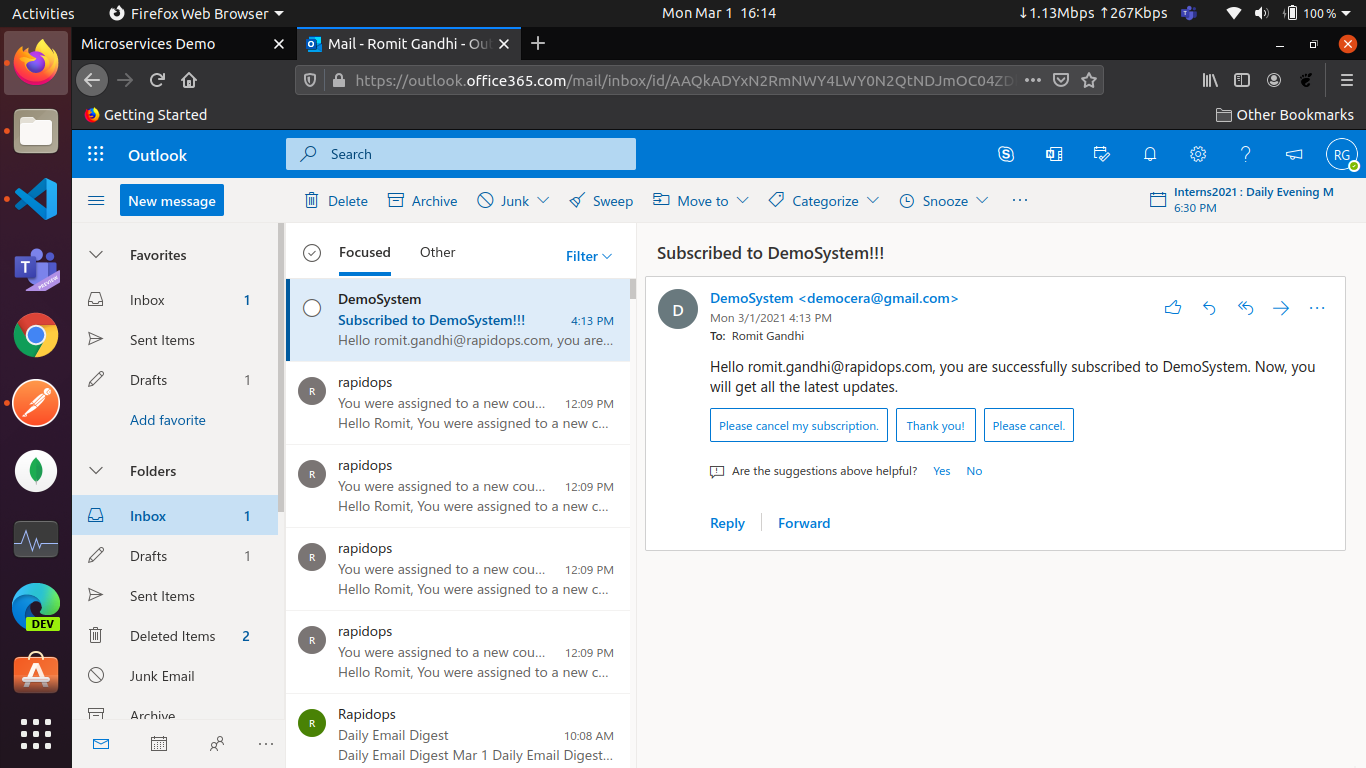 Activities
Firefox Web Browser
Mon Mar 1 16:14
↓1.13Mbps ↑267Kbps
100 %
Microservices Demo
Mail - Romit Gandhi - Out
https://outlook.office365.com/mail/inbox/id/AAQkADYxN2RmNWY4LWY0N2QtNDJmOC04ZD
Getting Started
Other Bookmarks
Outlook
Search
RG
New message
Delete
Archive
Junk
Sweep
Move to
Categorize
Snooze
Interns2021 : Daily Evening M
6:30 PM
Favorites
Inbox 1
Sent Items
Drafts 1
Add favorite
Folders
Inbox 1
Drafts 1
Sent Items
Deleted Items 2
Junk Email
Archive
Focused
Other
Filter
DemoSystem
Subscribed to DemoSystem!!! 4:13 PM
Hello romit.gandhi@rapidops.com, you are...
R
rapidops
You were assigned to a new cou... 12:09 PM
Hello Romit, You were assigned to a new c...
R
rapidops
You were assigned to a new cou... 12:09 PM
Hello Romit, You were assigned to a new c...
R
rapidops
You were assigned to a new cou... 12:09 PM
Hello Romit, You were assigned to a new c...
R
rapidops
You were assigned to a new cou... 12:09 PM
Hello Romit, You were assigned to a new c...
R
Rapidops
Daily Email Digest 10:08 AM
Daily Email Digest Mar 1 Daily Email Digest...
Subscribed to DemoSystem!!!
D
DemoSystem <democera@gmail.com>
Mon 3/1/2021 4:13 PM
To: Romit Gandhi
Hello romit.gandhi@rapidops.com, you are successfully subscribed to DemoSystem. Now, you
will get all the latest updates.
Please cancel my subscription.
Thank you!
Please cancel.
Are the suggestions above helpful? Yes No
Reply
Forward
PREVIEW
DEV